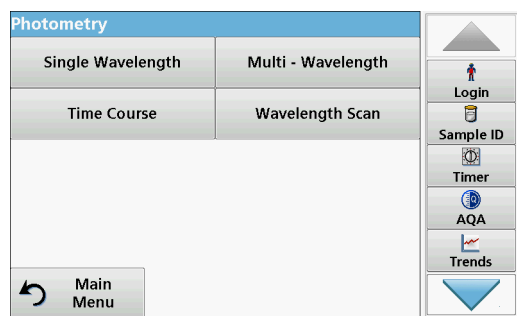 Photometry
Single Wavelength
Multi - Wavelength
Time Course
Wavelength Scan
Main
Menu
Login
Sample ID
Timer
AQA
Trends